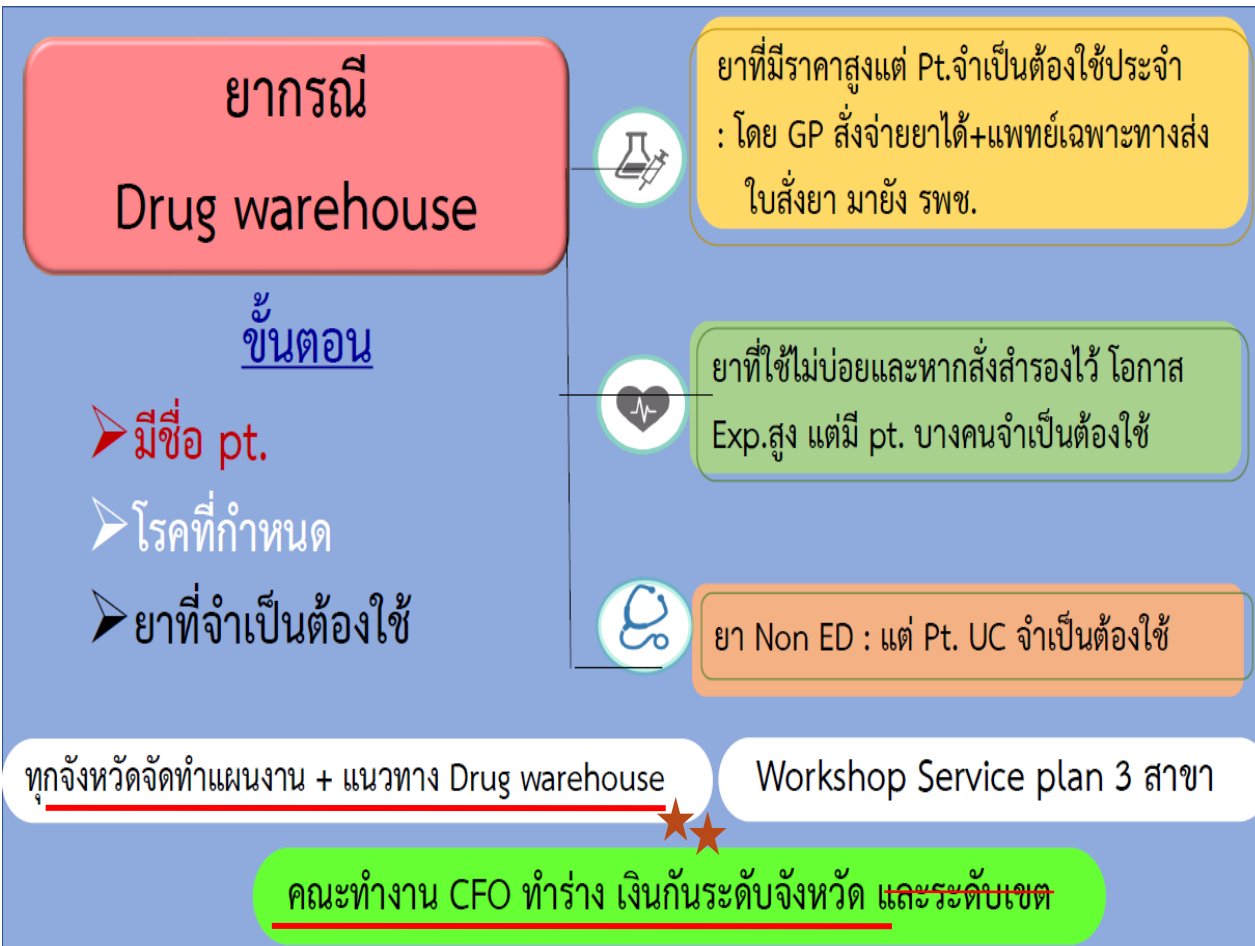 ยากรณี
Drug warehouse
ขั้นตอน
มีชื่อ pt.
โรคที่กำหนด
ยาที่จำเป็นต้องใช้
ยาที่มีราคาสูงแต่ Pt.จำเป็นต้องใช้ประจำ
: โดย GP สั่งจ่ายยาได้+แพทย์เฉพาะทางส่ง
ใบสั่งยา มายัง รพช.
ยาที่ใช้ไม่บ่อยและหากสั่งสำรองไว้ โอกาส
Exp.สูง แต่มี pt. บางคนจำเป็นต้องใช้
ยา Non ED : แต่ Pt. UC จำเป็นต้องใช้
ทุกจังหวัดจัดทำแผนงาน + แนวทาง Drug warehouse
Workshop Service plan 3 สาขา
คณะทำงาน CFO ทำร่าง เงินกันระดับจังหวัด และระดับเขต